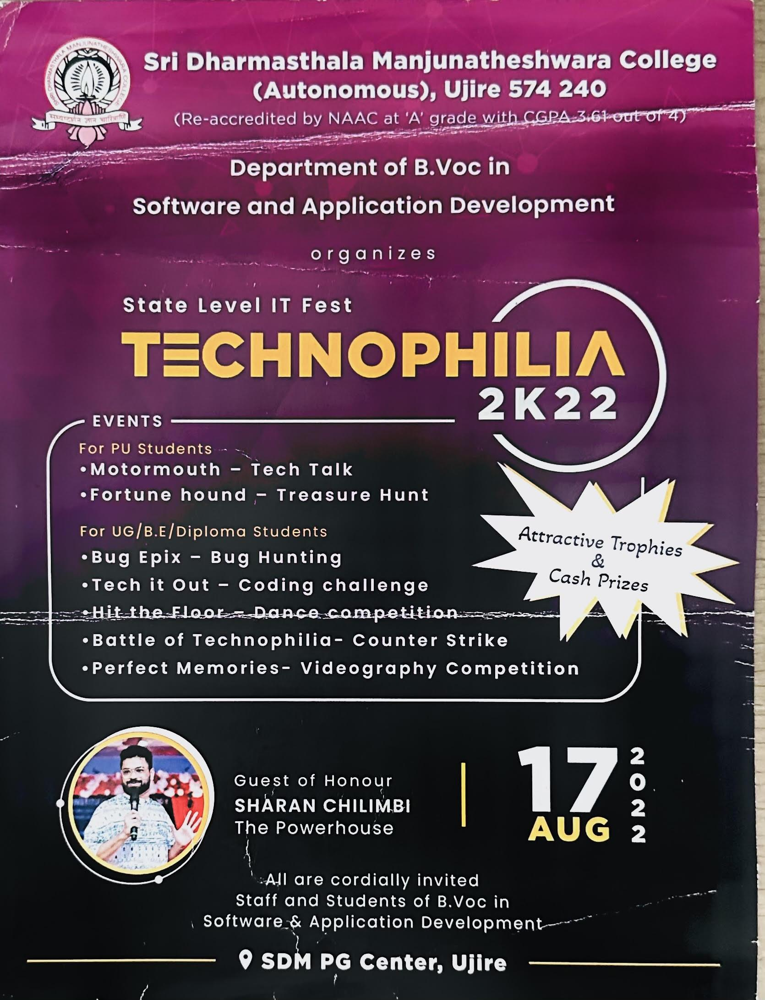 SHRI DHARMASTHALA MANJUNATHESHWARA COLLEGE
सम्यग्दर्शन ज्ञान चारित्राणि
Sri Dharmasthala Manjunatheshwara College
(Autonomous), Ujire 574 240
(Re-accredited by NAAC at 'A' grade with CGPA 3.61 out of 4)
Department of B.Voc in
Software and Application Development
organizes
State Level IT Fest
TECHNOPHILIA
2K22
EVENTS
For PU Students
•Motormouth – Tech Talk
•Fortune hound – Treasure Hunt
For UG/B.E/Diploma Students
•Bug Epix – Bug Hunting
•Tech it Out – Coding challenge
•Hit the Floor – Dance competition
•Battle of Technophilia- Counter Strike
•Perfect Memories- Videography Competition
Attractive Trophies
&
Cash Prizes
Guest of Honour
SHARAN CHILIMBI
The Powerhouse
17
AUG
2022
All are cordially invited
Staff and Students of B.Voc in
Software & Application Development
SDM PG Center, Ujire